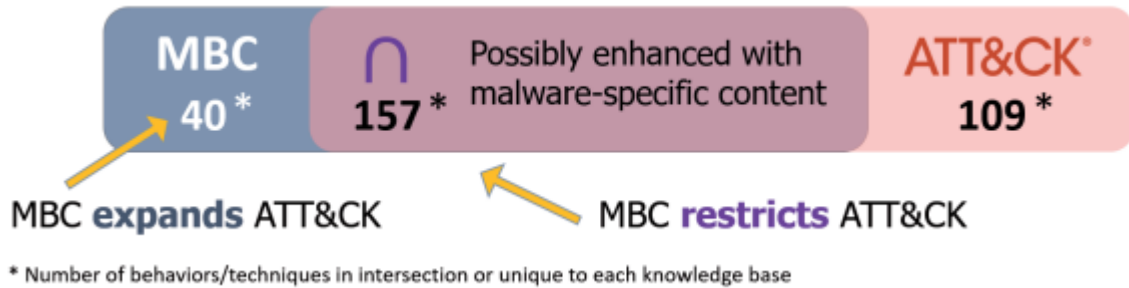 MBC
40 *
∩
157 *
Possibly enhanced with
malware-specific content
ATT&CK®
109 *
MBC expands ATT&CK
MBC restricts ATT&CK
* Number of behaviors/techniques in intersection or unique to each knowledge base